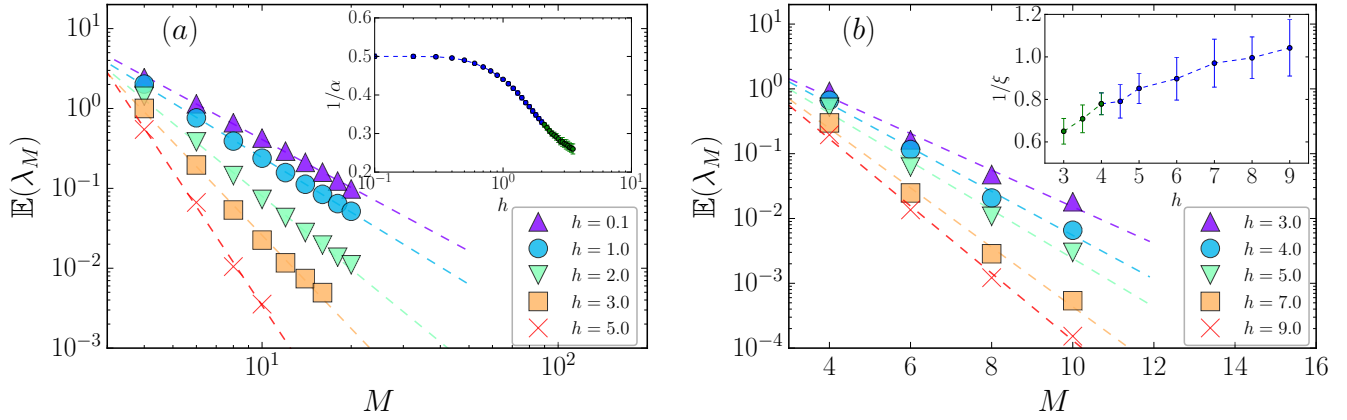 (a)
𝔼(λ_M)
10^1
10^0
10^{-1}
10^{-2}
10^{-3}
10^1
10^2
M
1/α
0.6
0.5
0.4
0.3
0.2
10^{-1}
10^0
10^1
h
h = 0.1
h = 1.0
h = 2.0
h = 3.0
h = 5.0
(b)
𝔼(λ_M)
10^1
10^0
10^{-1}
10^{-2}
10^{-3}
10^{-4}
4 6 8 10 12 14 16
M
1/ξ
1.2
1.0
0.8
0.6
3 4 5 6 7 8 9
h
h = 3.0
h = 4.0
h = 5.0
h = 7.0
h = 9.0